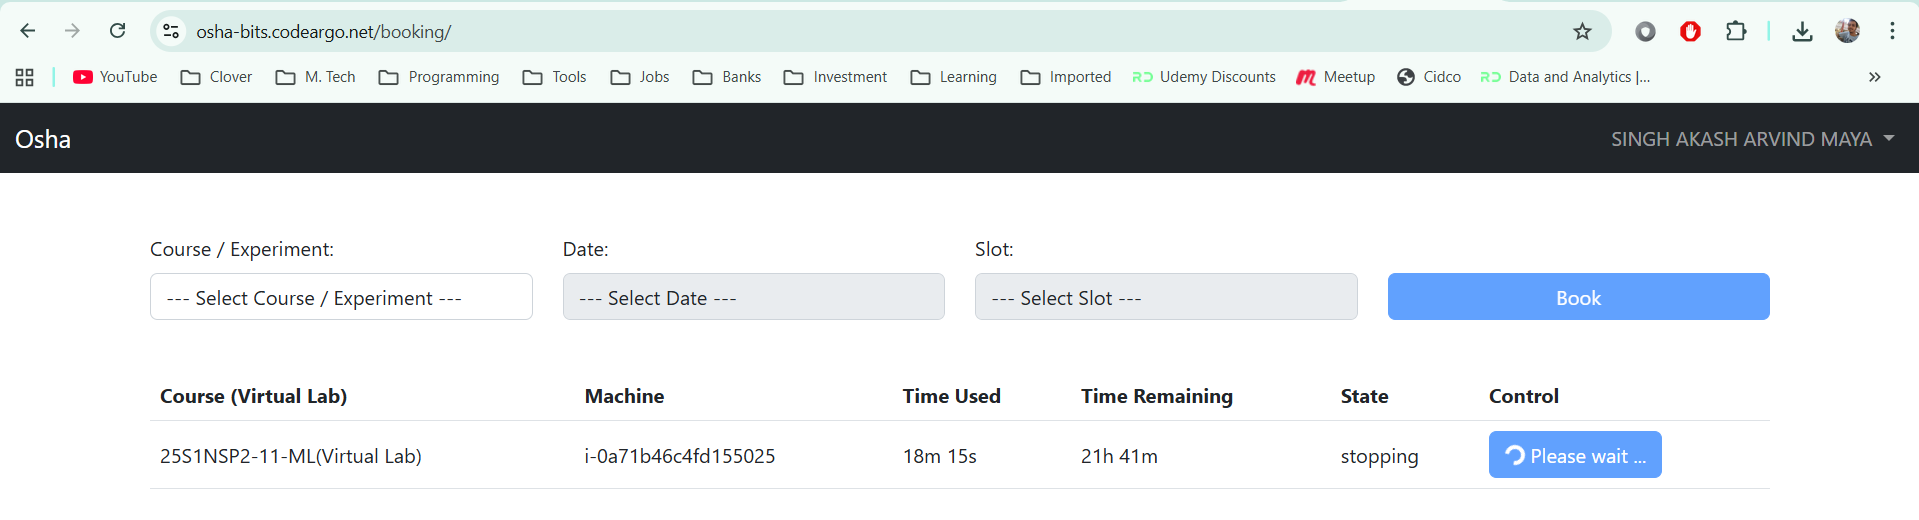 osha-bits.codeargo.net/booking/
YouTube Clover M. Tech Programming Tools Jobs Banks Investment Learning Imported Udemy Discounts Meetup Cidco Data and Analytics |...
Osha SINGH AKASH ARVIND MAYA
Course / Experiment: Date: Slot:
--- Select Course / Experiment --- --- Select Date --- --- Select Slot --- Book
Course (Virtual Lab) Machine Time Used Time Remaining State Control
25S1NSP2-11-ML(Virtual Lab) i-0a71b46c4fd155025 18m 15s 21h 41m stopping Please wait ...